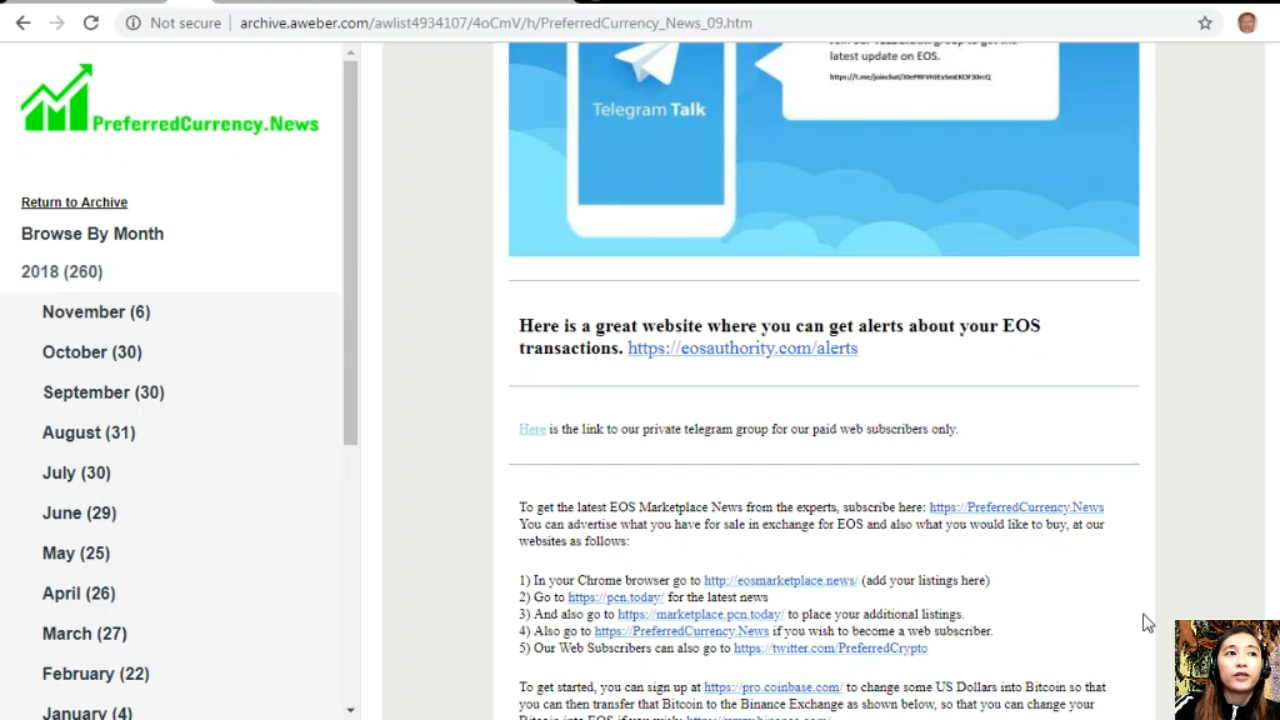 Not secure | archive.aweber.com/awlist4934107/4oCmV/h/PreferredCurrency_News_09.htm
PreferredCurrency.News
Return to Archive
Browse By Month
2018 (260)
November (6)
October (30)
September (30)
August (31)
July (30)
June (29)
May (25)
April (26)
March (27)
February (22)
January (4)
latest update on EOS.
Telegram Talk
Here is a great website where you can get alerts about your EOS
transactions. https://eosauthority.com/alerts
Here is the link to our private telegram group for our paid web subscribers only.
To get the latest EOS Marketplace News from the experts, subscribe here: https://PreferredCurrency.News
You can advertise what you have for sale in exchange for EOS and also what you would like to buy, at our
websites as follows:
1) In your Chrome browser go to http://eosmarketplace.news/ (add your listings here)
2) Go to https://pcn.today/ for the latest news
3) And also go to https://marketplace.pcn.today/ to place your additional listings.
4) Also go to https://PreferredCurrency.News if you wish to become a web subscriber.
5) Our Web Subscribers can also go to https://twitter.com/PreferredCrypto
To get started, you can sign up at https://pro.coinbase.com/ to change some US Dollars into Bitcoin so that
you can then transfer that Bitcoin to the Binance Exchange as shown below, so that you can change your
Bitcoin into EOS if you wish: https://www.binance.com/